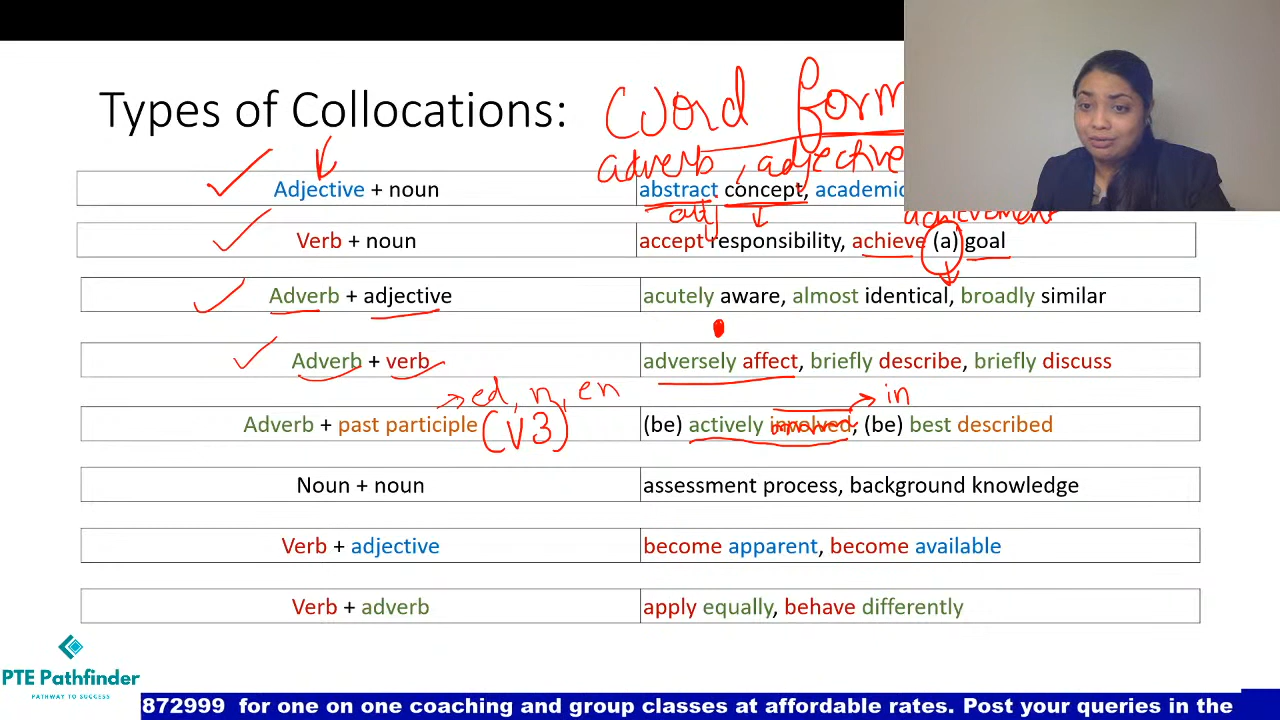 Types of Collocations: Word form
adverb, adjective
Adjective + noun abstract concept, academic
adj achievement
Verb + noun accept responsibility, achieve (a) goal
Adverb + adjective acutely aware, almost identical, broadly similar
Adverb + verb adversely affect, briefly describe, briefly discuss
ed, n, en in
Adverb + past participle (V3) (be) actively involved, (be) best described
Noun + noun assessment process, background knowledge
Verb + adjective become apparent, become available
Verb + adverb apply equally, behave differently
PTE Pathfinder
PATHWAY TO SUCCESS
872999 for one on one coaching and group classes at affordable rates. Post your queries in the